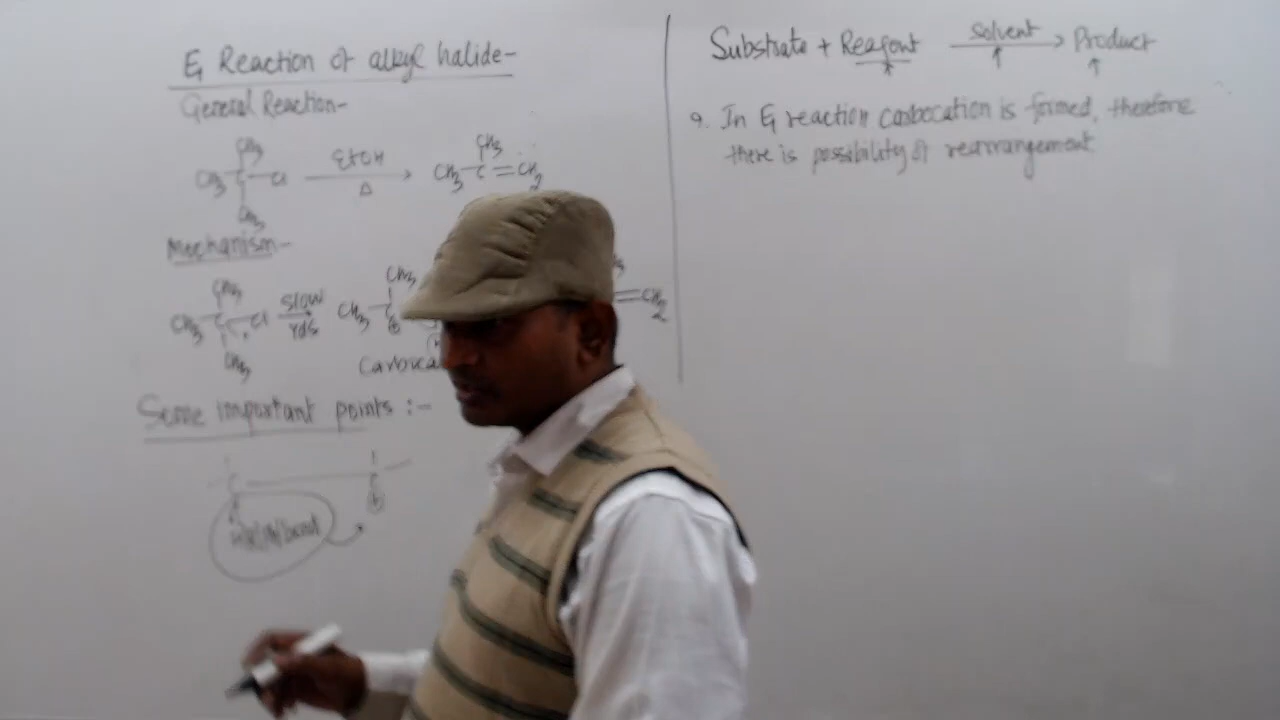 E1 Reaction of alkyl halide-
General Reaction-
CH3
CH3 - C - Cl EtOH Δ CH3 - C = CH2
CH3
CH3
Mechanism-
CH3
CH3 - C - Cl slow rds CH3 - C ⊕
CH3
CH3
= CH2
Some important points :-
C C
⊕
Substrate + Reagent solvent Product
9. In E1 reaction carbocation is formed, therefore
there is possibility of rearrangement